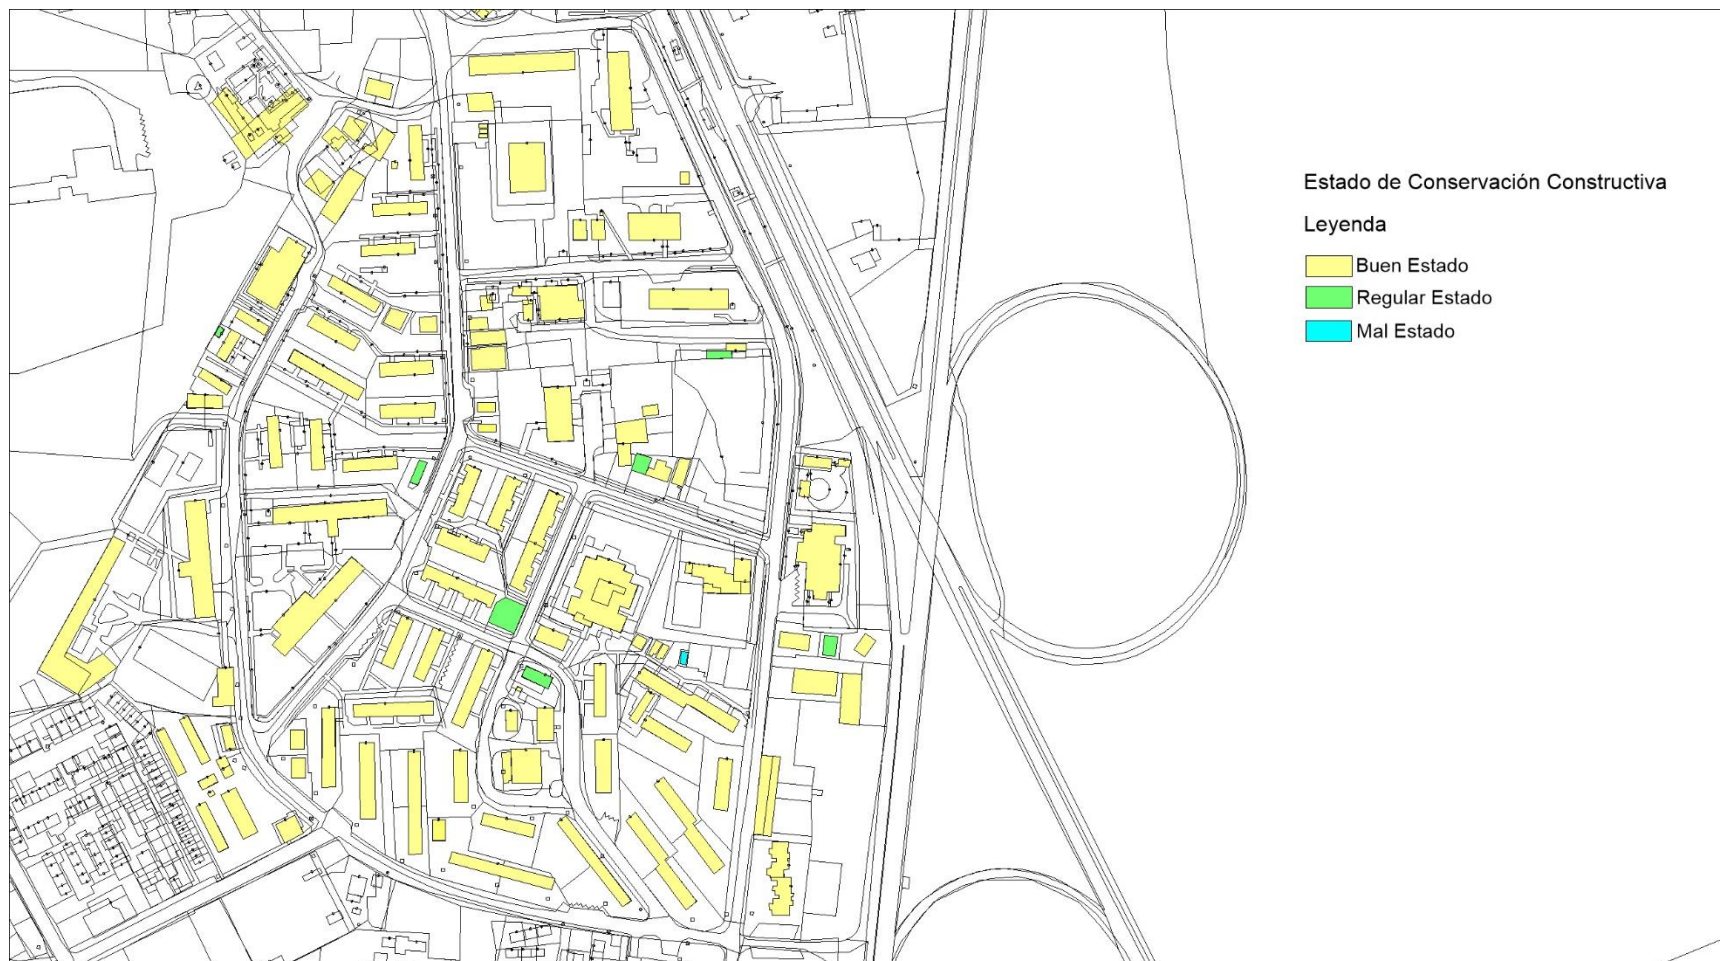 Estado de Conservación Constructiva
Leyenda
Buen Estado
Regular Estado
Mal Estado